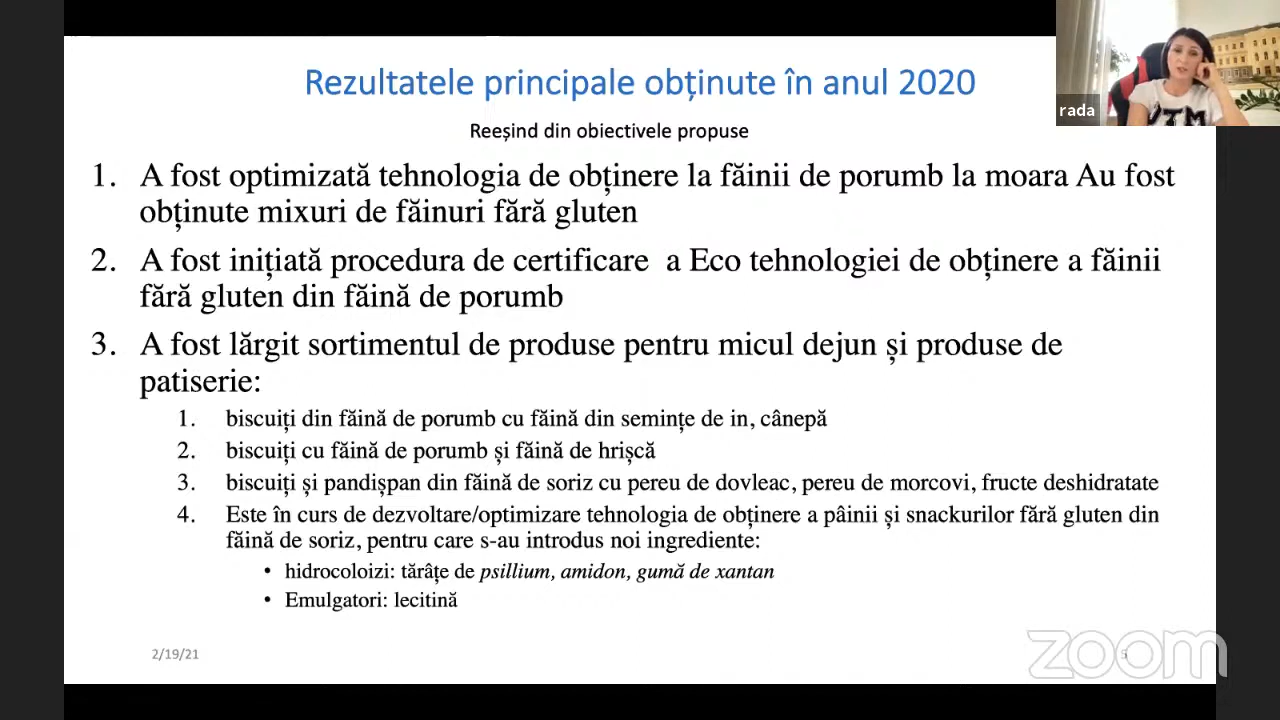 Rezultatele principale obținute în anul 2020
rada
Reeșind din obiectivele propuse
1. A fost optimizată tehnologia de obținere la făinii de porumb la moara Au fost
obținute mixuri de făinuri fără gluten
2. A fost inițiată procedura de certificare a Eco tehnologiei de obținere a făinii
fără gluten din făină de porumb
3. A fost lărgit sortimentul de produse pentru micul dejun și produse de
patiserie:
1. biscuiți din făină de porumb cu făină din semințe de in, cânepă
2. biscuiți cu făină de porumb și făină de hrișcă
3. biscuiți și pandișpan din făină de soriz cu pereu de dovleac, pereu de morcovi, fructe deshidratate
4. Este în curs de dezvoltare/optimizare tehnologia de obținere a pâinii și snackurilor fără gluten din
făină de soriz, pentru care s-au introdus noi ingrediente:
• hidrocoloizi: tărâțe de psillium, amidon, gumă de xantan
• Emulgatori: lecitină
2/19/21
5
zoom